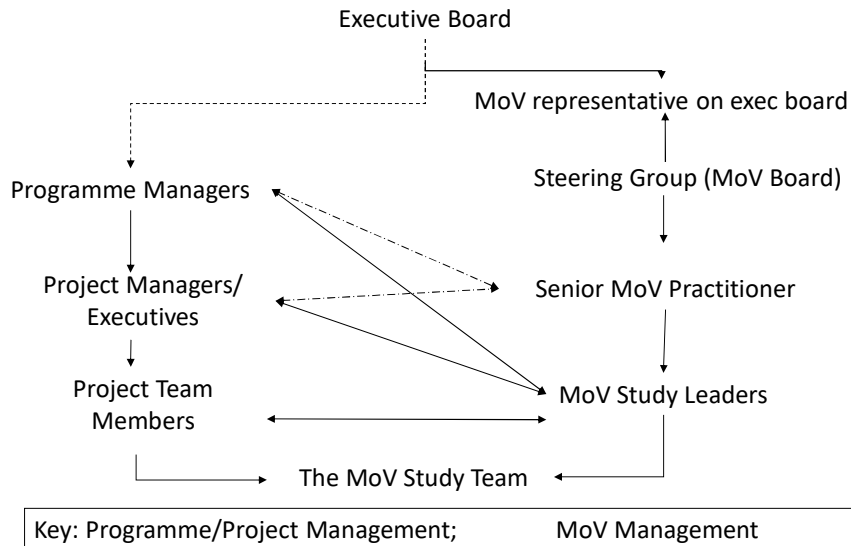 Executive Board
MoV representative on exec board
Programme Managers
Steering Group (MoV Board)
Project Managers/
Executives
Senior MoV Practitioner
Project Team
Members
MoV Study Leaders
The MoV Study Team
Key: Programme/Project Management; MoV Management